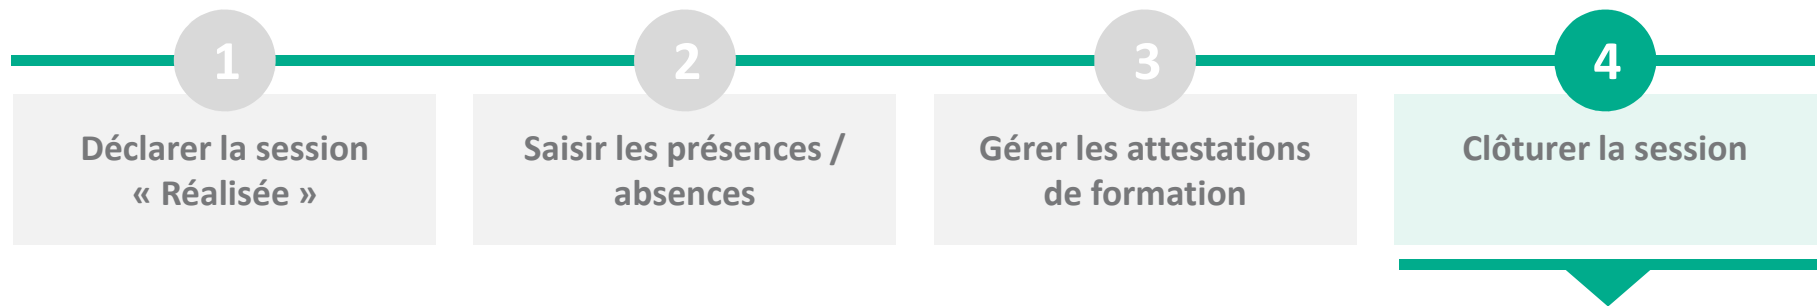 1
Déclarer la session
« Réalisée »
2
Saisir les présences /
absences
3
Gérer les attestations
de formation
4
Clôturer la session